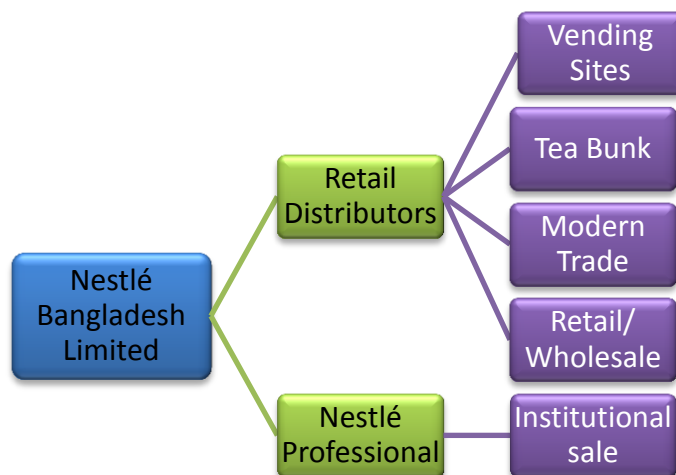 Nestlé
Bangladesh
Limited
Retail
Distributors
Nestlé
Professional
Vending
Sites
Tea Bunk
Modern
Trade
Retail/
Wholesale
Institutional
sale